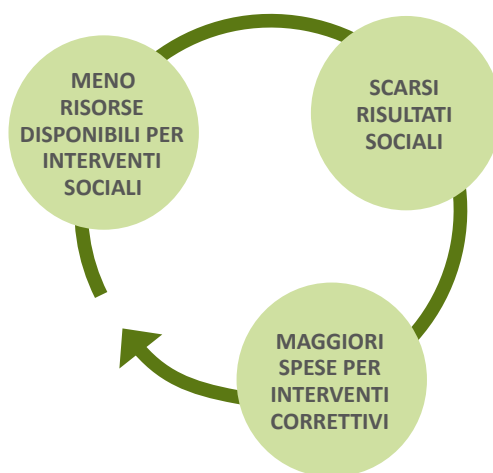 MENO
RISORSE
DISPONIBILI PER
INTERVENTI
SOCIALI
SCARSI
RISULTATI
SOCIALI
MAGGIORI
SPESE PER
INTERVENTI
CORRETTIVI